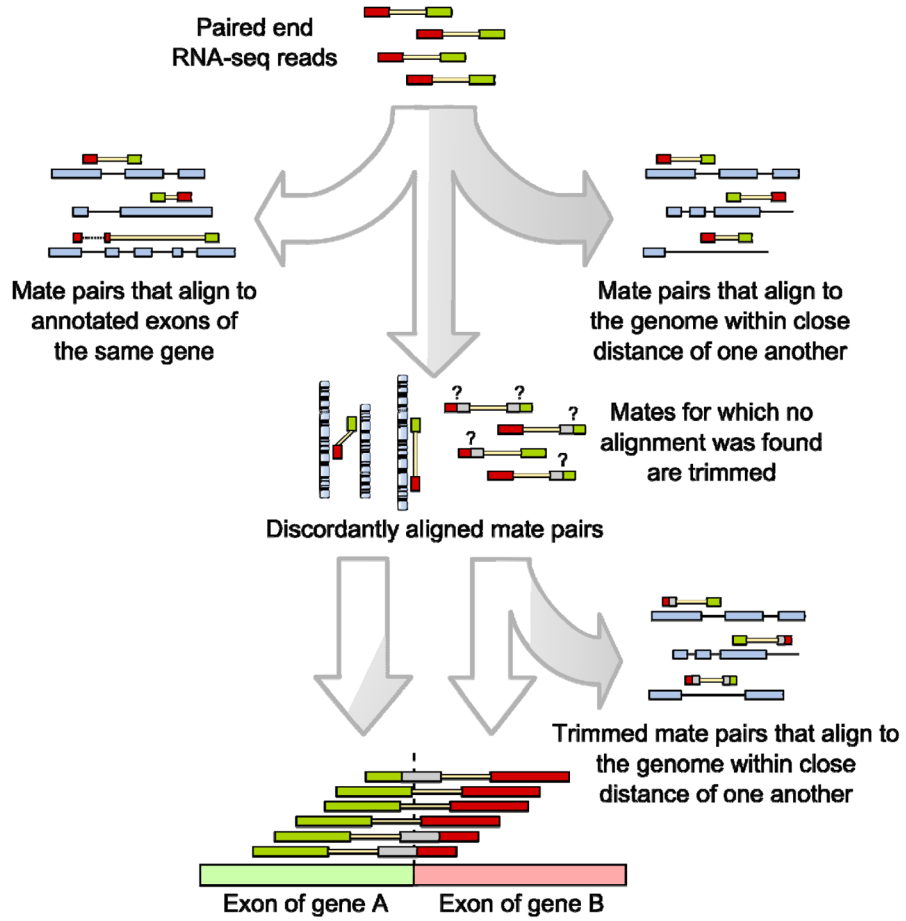 Paired end
RNA-seq reads
Mate pairs that align to
annotated exons of
the same gene
Mate pairs that align to
the genome within close
distance of one another
? ?
?
?
?
Mates for which no
alignment was found
are trimmed
Discordantly aligned mate pairs
Trimmed mate pairs that align to
the genome within close
distance of one another
Exon of gene A
Exon of gene B